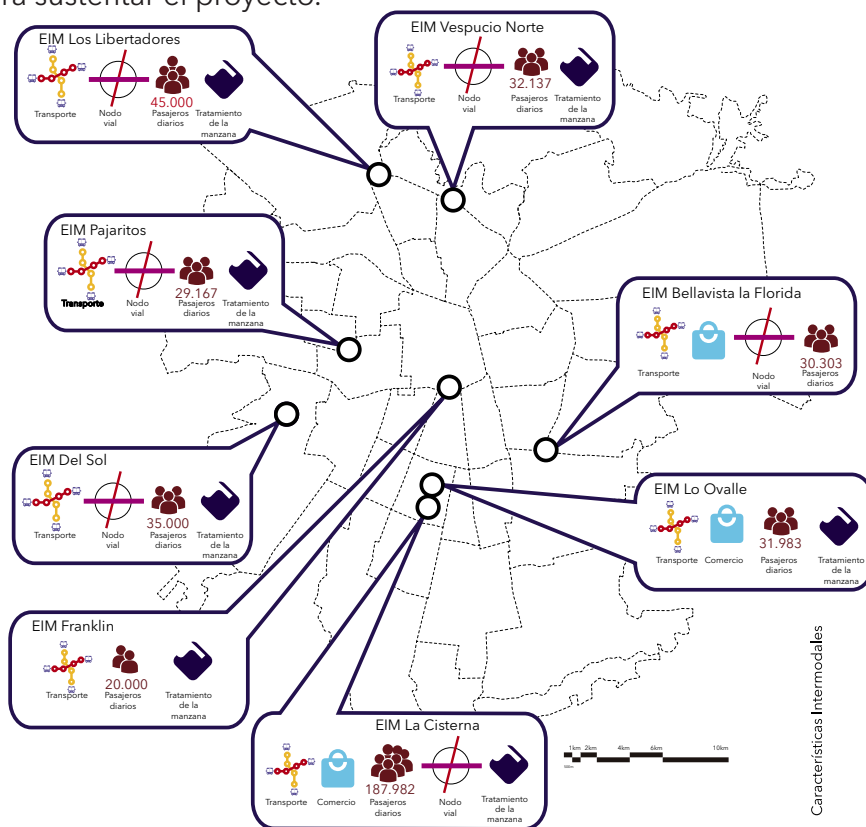 ra sustentar el proyecto.
EIM Los Libertadores
45.000
Transporte
Nodo
vial
Pasajeros
diarios
Tratamiento
de la
manzana
EIM Vespucio Norte
32.137
Transporte
Nodo
vial
Pasajeros
diarios
Tratamiento
de la
manzana
EIM Pajaritos
29.167
Transporte
Nodo
vial
Pasajeros
diarios
Tratamiento
de la
manzana
EIM Bellavista la Florida
30.303
Transporte
Nodo
vial
Pasajeros
diarios
EIM Del Sol
35.000
Transporte
Nodo
vial
Pasajeros
diarios
Tratamiento
de la
manzana
EIM Lo Ovalle
31.983
Transporte
Comercio
Pasajeros
diarios
Tratamiento
de la
manzana
EIM Franklin
20.000
Transporte
Pasajeros
diarios
Tratamiento
de la
manzana
EIM La Cisterna
187.982
Transporte
Comercio
Pasajeros
diarios
Nodo
vial
Tratamiento
de la
manzana
1km 2km 4km 6km 10km
Características Intermodales